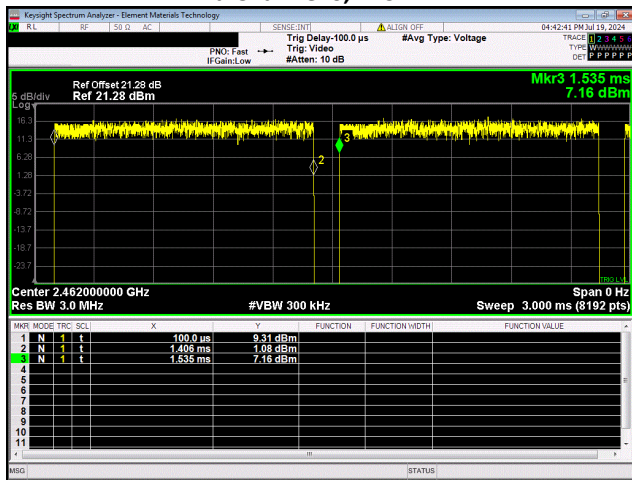 Keysight Spectrum Analyzer - Element Materials Technology
RL RF 50 Ω AC SENSE:INT ALIGN OFF 04:42:41 PM Jul 19, 2024
Trig Delay-100.0 µs #Avg Type: Voltage TRACE 1 2 3 4 5 6
PNO: Fast Trig: Video TYPE WWWWWW
IFGain:Low #Atten: 10 dB DET P P P P P P
Mkr3 1.535 ms
7.16 dBm
Ref Offset 21.28 dB
5 dB/div Ref 21.28 dBm
Log
16.3
11.3
6.28
1.28
-3.72
-8.72
-13.7
-18.7
-23.7
2
3
TRIG LVL
Center 2.462000000 GHz Span 0 Hz
Res BW 3.0 MHz #VBW 300 kHz Sweep 3.000 ms (8192 pts)
MKR MODE TRC SCL X Y FUNCTION FUNCTION WIDTH FUNCTION VALUE
1 N 1 t 100.0 µs 9.31 dBm
2 N 1 t 1.406 ms 1.08 dBm
3 N 1 t 1.535 ms 7.16 dBm
4
5
6
7
8
9
10
11
MSG STATUS